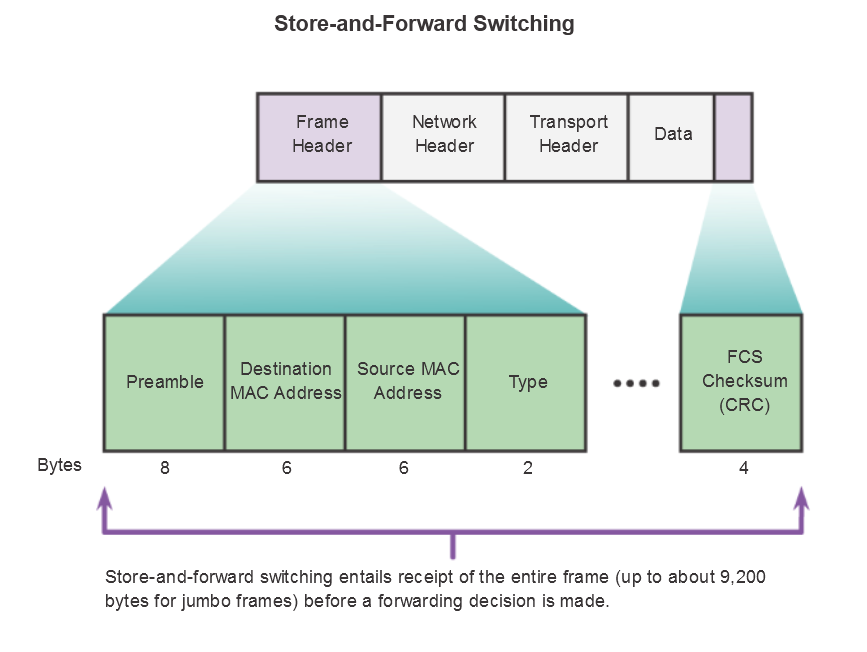 Store-and-Forward Switching
Frame
Header
Network
Header
Transport
Header
Data
Preamble
Destination
MAC Address
Source MAC
Address
Type
FCS
Checksum
(CRC)
Bytes
8
6
6
2
4
Store-and-forward switching entails receipt of the entire frame (up to about 9,200
bytes for jumbo frames) before a forwarding decision is made.